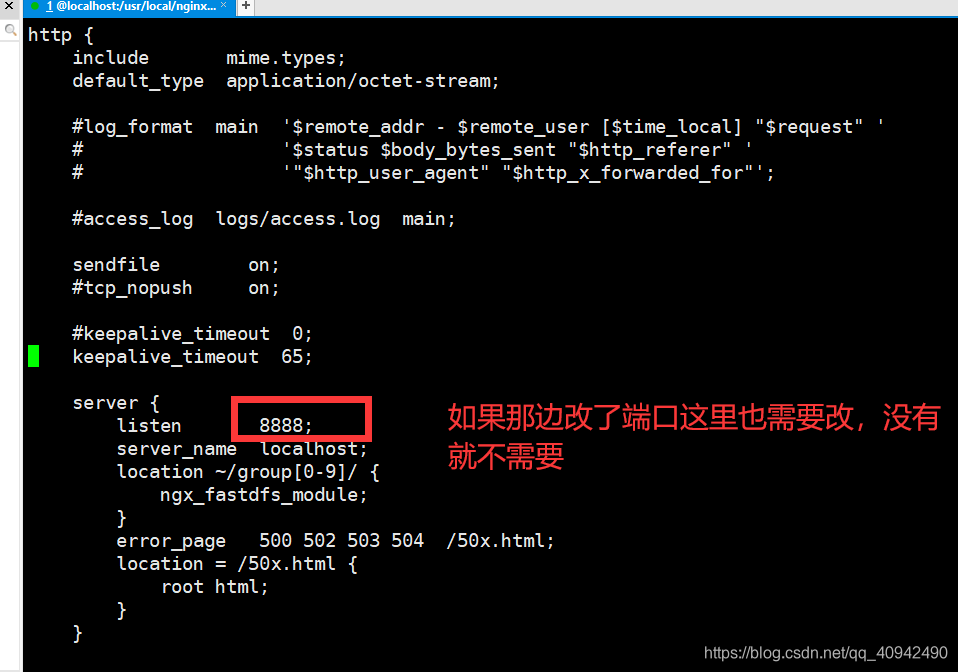 1 @localhost:/usr/local/nginx... × +
http {
    include       mime.types;
    default_type  application/octet-stream;
    #log_format  main  '$remote_addr - $remote_user [$time_local] "$request" '
    #                  '$status $body_bytes_sent "$http_referer" '
    #                  '"$http_user_agent" "$http_x_forwarded_for"';
    #access_log  logs/access.log  main;
    sendfile        on;
    #tcp_nopush     on;
    #keepalive_timeout  0;
    keepalive_timeout  65;
    server {
        listen       8888;
        server_name  localhost;
        location ~/group[0-9]/ {
            ngx_fastdfs_module;
        }
        error_page   500 502 503 504  /50x.html;
        location = /50x.html {
            root html;
        }
    }
如果那边改了端口这里也需要改，没有
就不需要
https://blog.csdn.net/qq_40942490